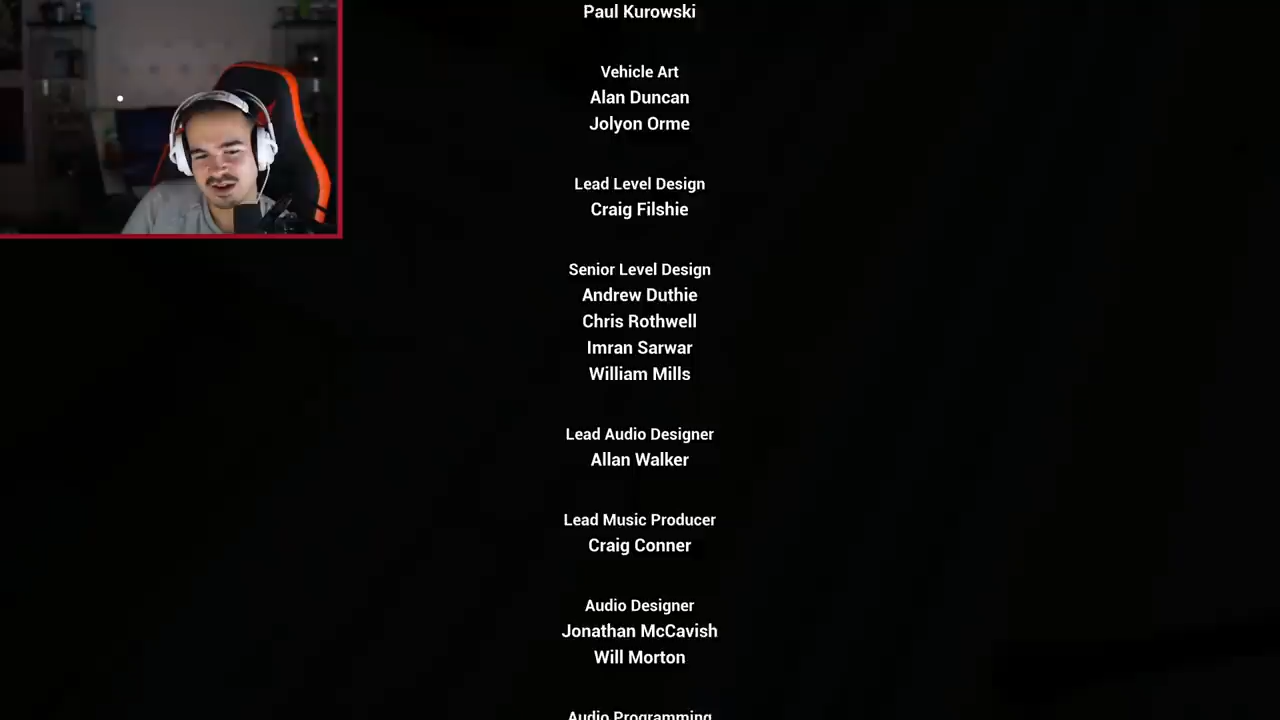 Paul Kurowski
Vehicle Art
Alan Duncan
Jolyon Orme
Lead Level Design
Craig Filshie
Senior Level Design
Andrew Duthie
Chris Rothwell
Imran Sarwar
William Mills
Lead Audio Designer
Allan Walker
Lead Music Producer
Craig Conner
Audio Designer
Jonathan McCavish
Will Morton
Audio Programming